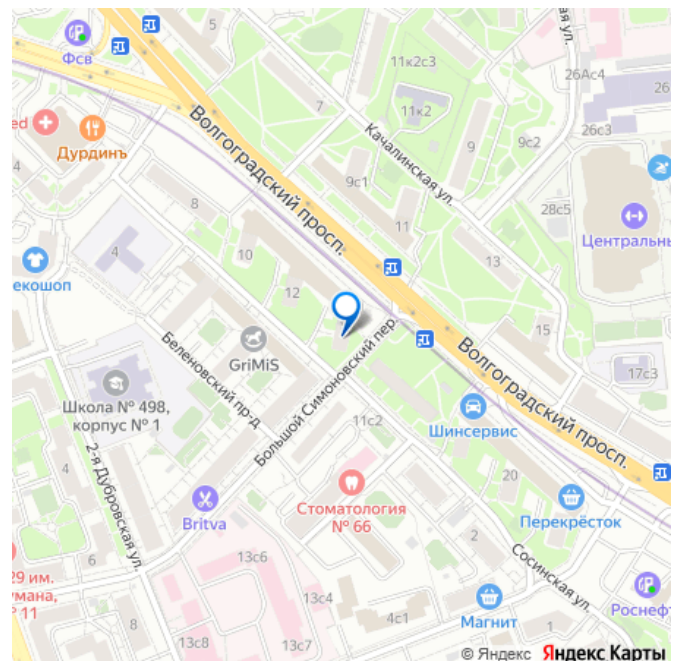 5
Фсв
11к2с3
Качалинская ул.
26Ас4
26
7
11к2
ed
Дурдинъ
26с3
9
9с2
Волгоградский просп.
4
9с1
8
28с5
11
Центральны
4
10
13
екошоп
12
15
GriMiS
Беленовский пр-д
Большой Симоновский пер.
Волгоградский просп.
17с3
Школа № 498,
корпус № 1
11с2
Шинсервис
4
2-я Дубровская ул.
20
Britva
Стоматология
№ 66
Перекрёсток
2
6
13с6
Сосинская ул.
29 им.
умана,
° 11
13с4
Роснефт
8
4с1
Магнит
13с8
13с7
© Яндекс Яндекс Карты